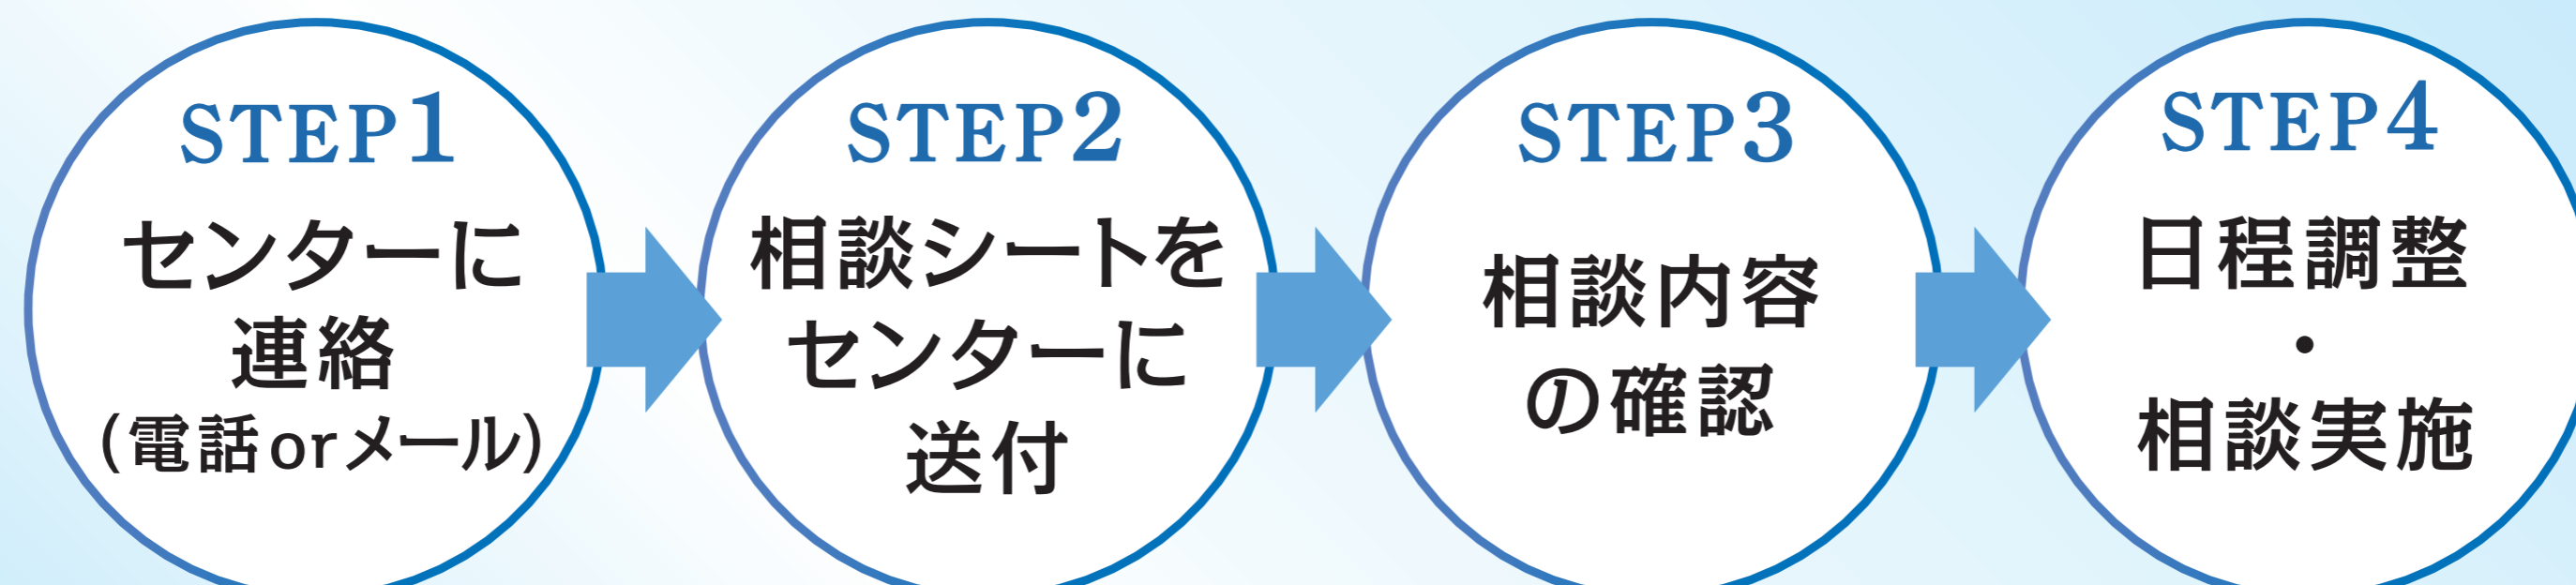 STEP1
センターに
連絡
(電話orメール)
STEP2
相談シートを
センターに
送付
STEP3
相談内容
の確認
STEP4
日程調整
・
相談実施